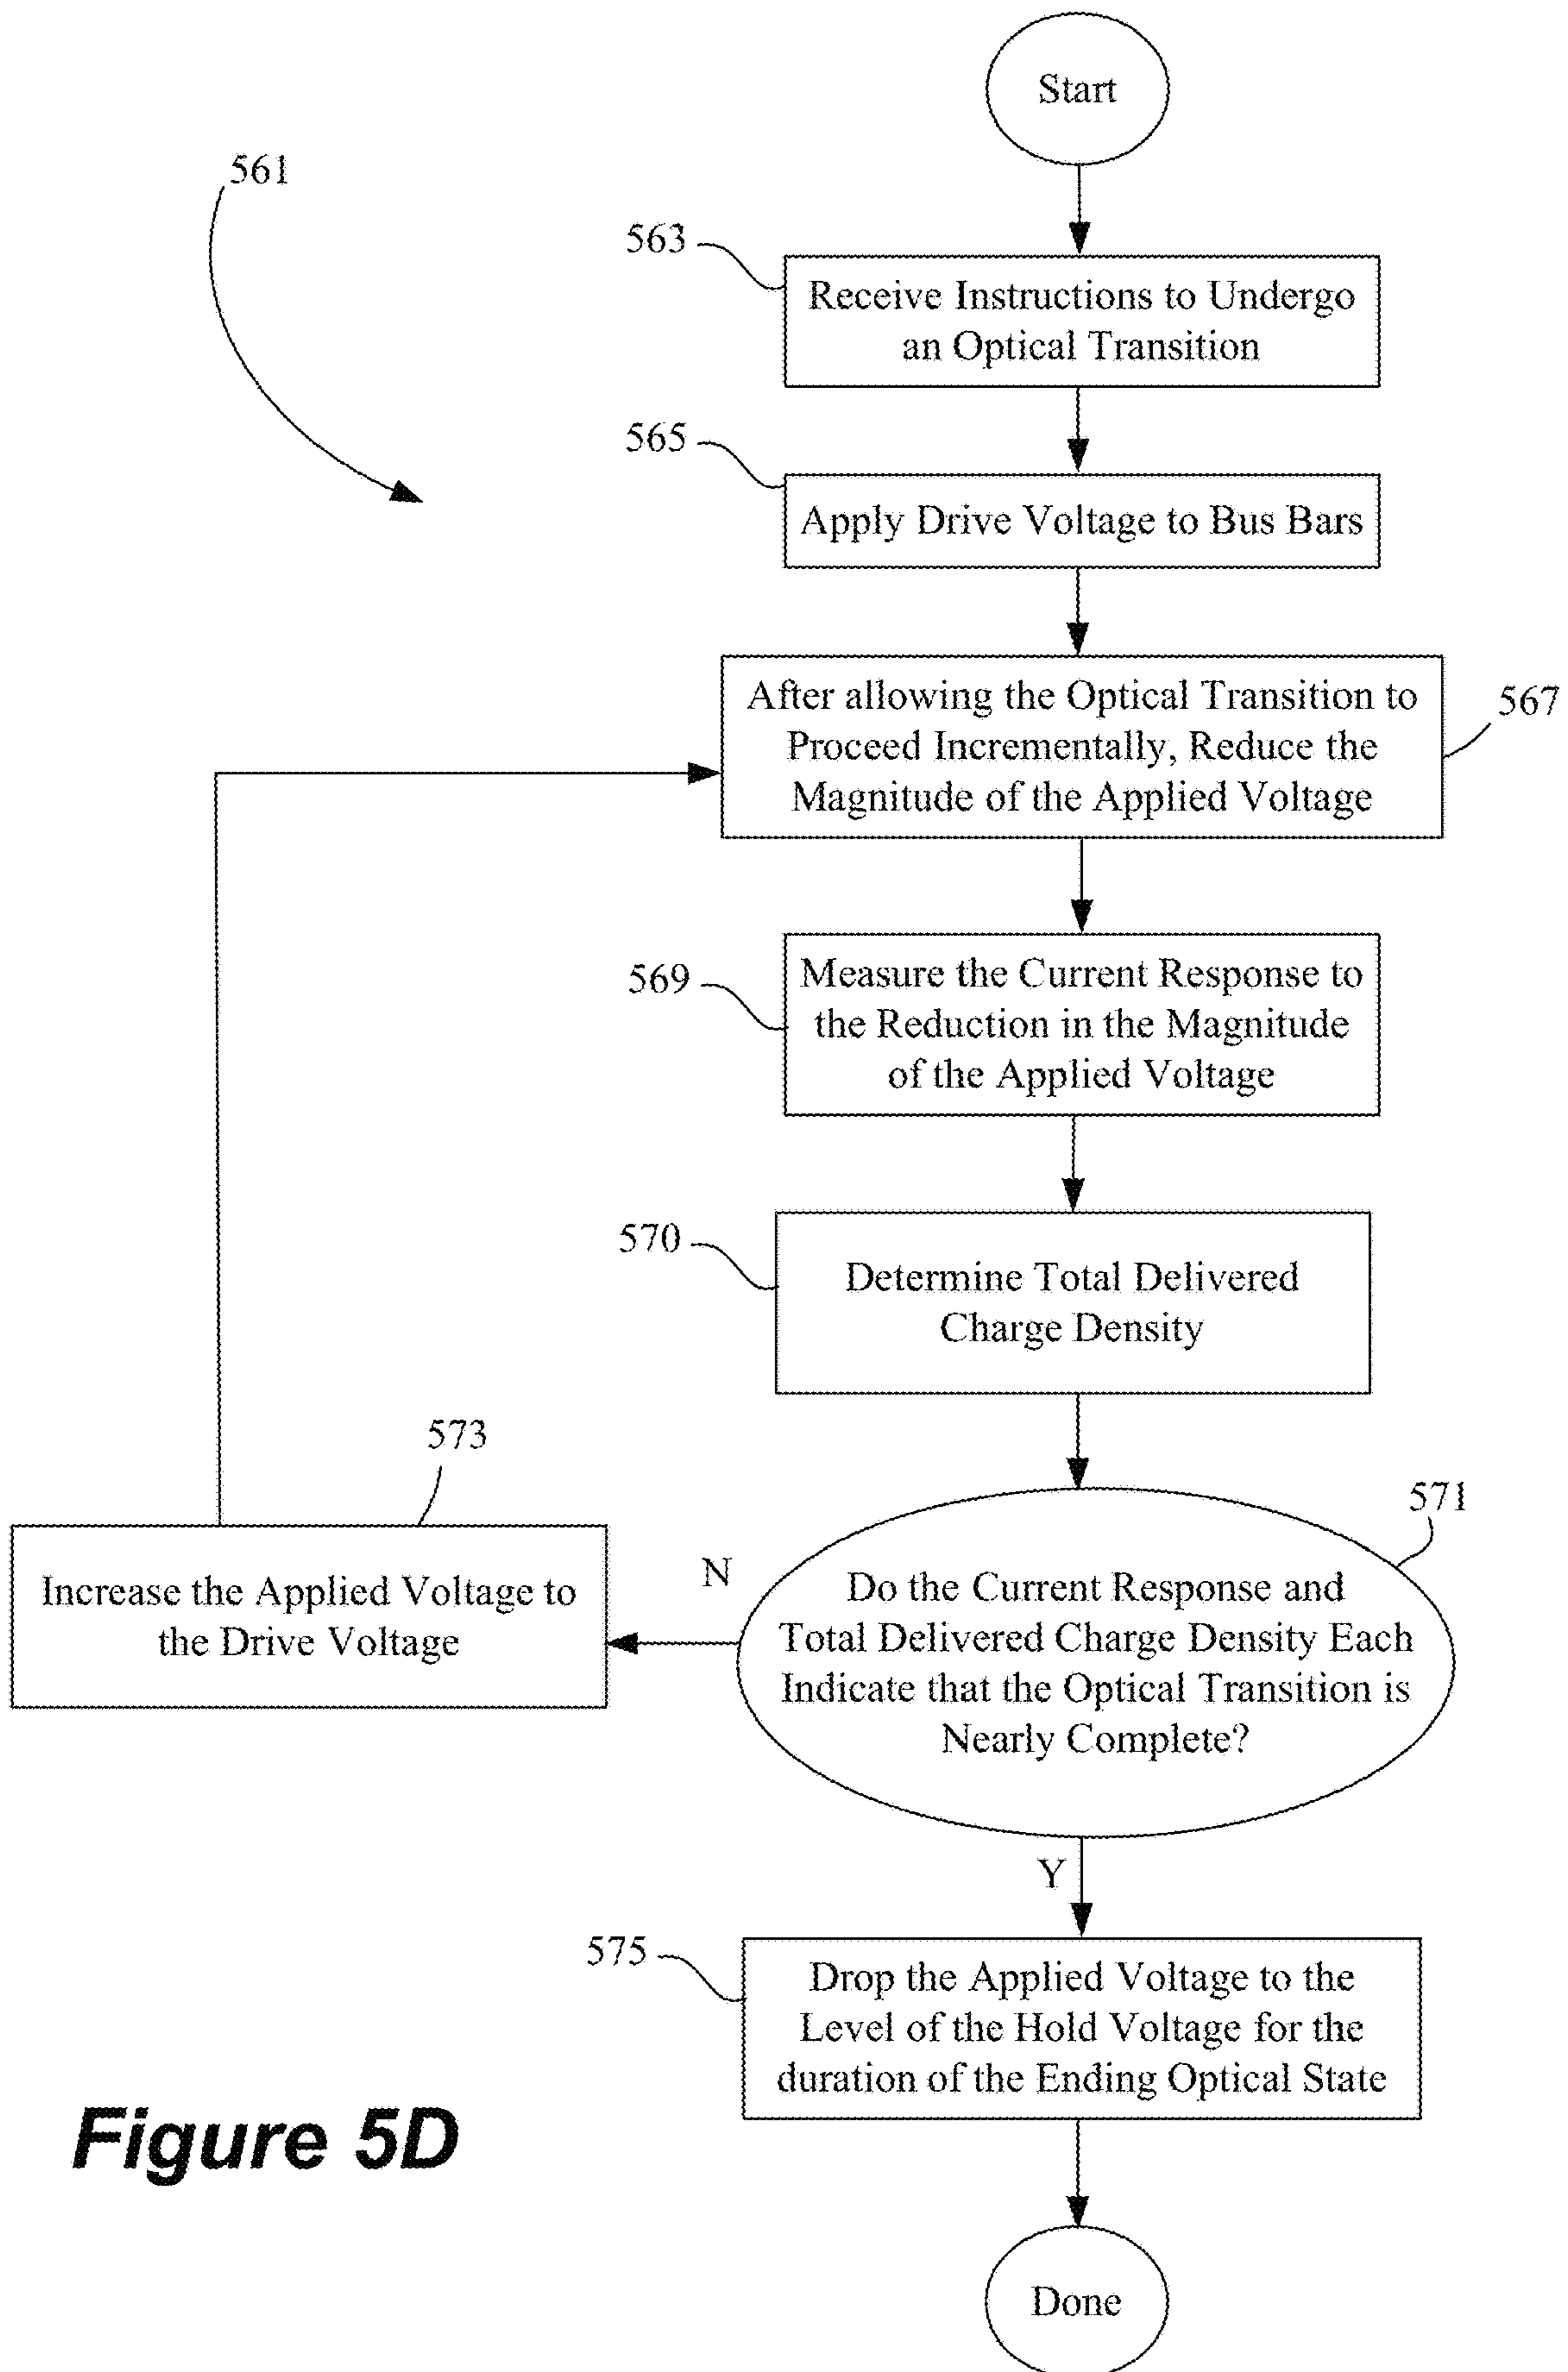 Start
561
563
Receive Instructions to Undergo
an Optical Transition
565
Apply Drive Voltage to Bus Bars
After allowing the Optical Transition to
Proceed Incrementally, Reduce the
Magnitude of the Applied Voltage
567
569
Measure the Current Response to
the Reduction in the Magnitude
of the Applied Voltage
570
Determine Total Delivered
Charge Density
571
Do the Current Response and
Total Delivered Charge Density Each
Indicate that the Optical Transition is
Nearly Complete?
N
573
Increase the Applied Voltage to
the Drive Voltage
Y
575
Drop the Applied Voltage to the
Level of the Hold Voltage for the
duration of the Ending Optical State
Done
Figure 5D